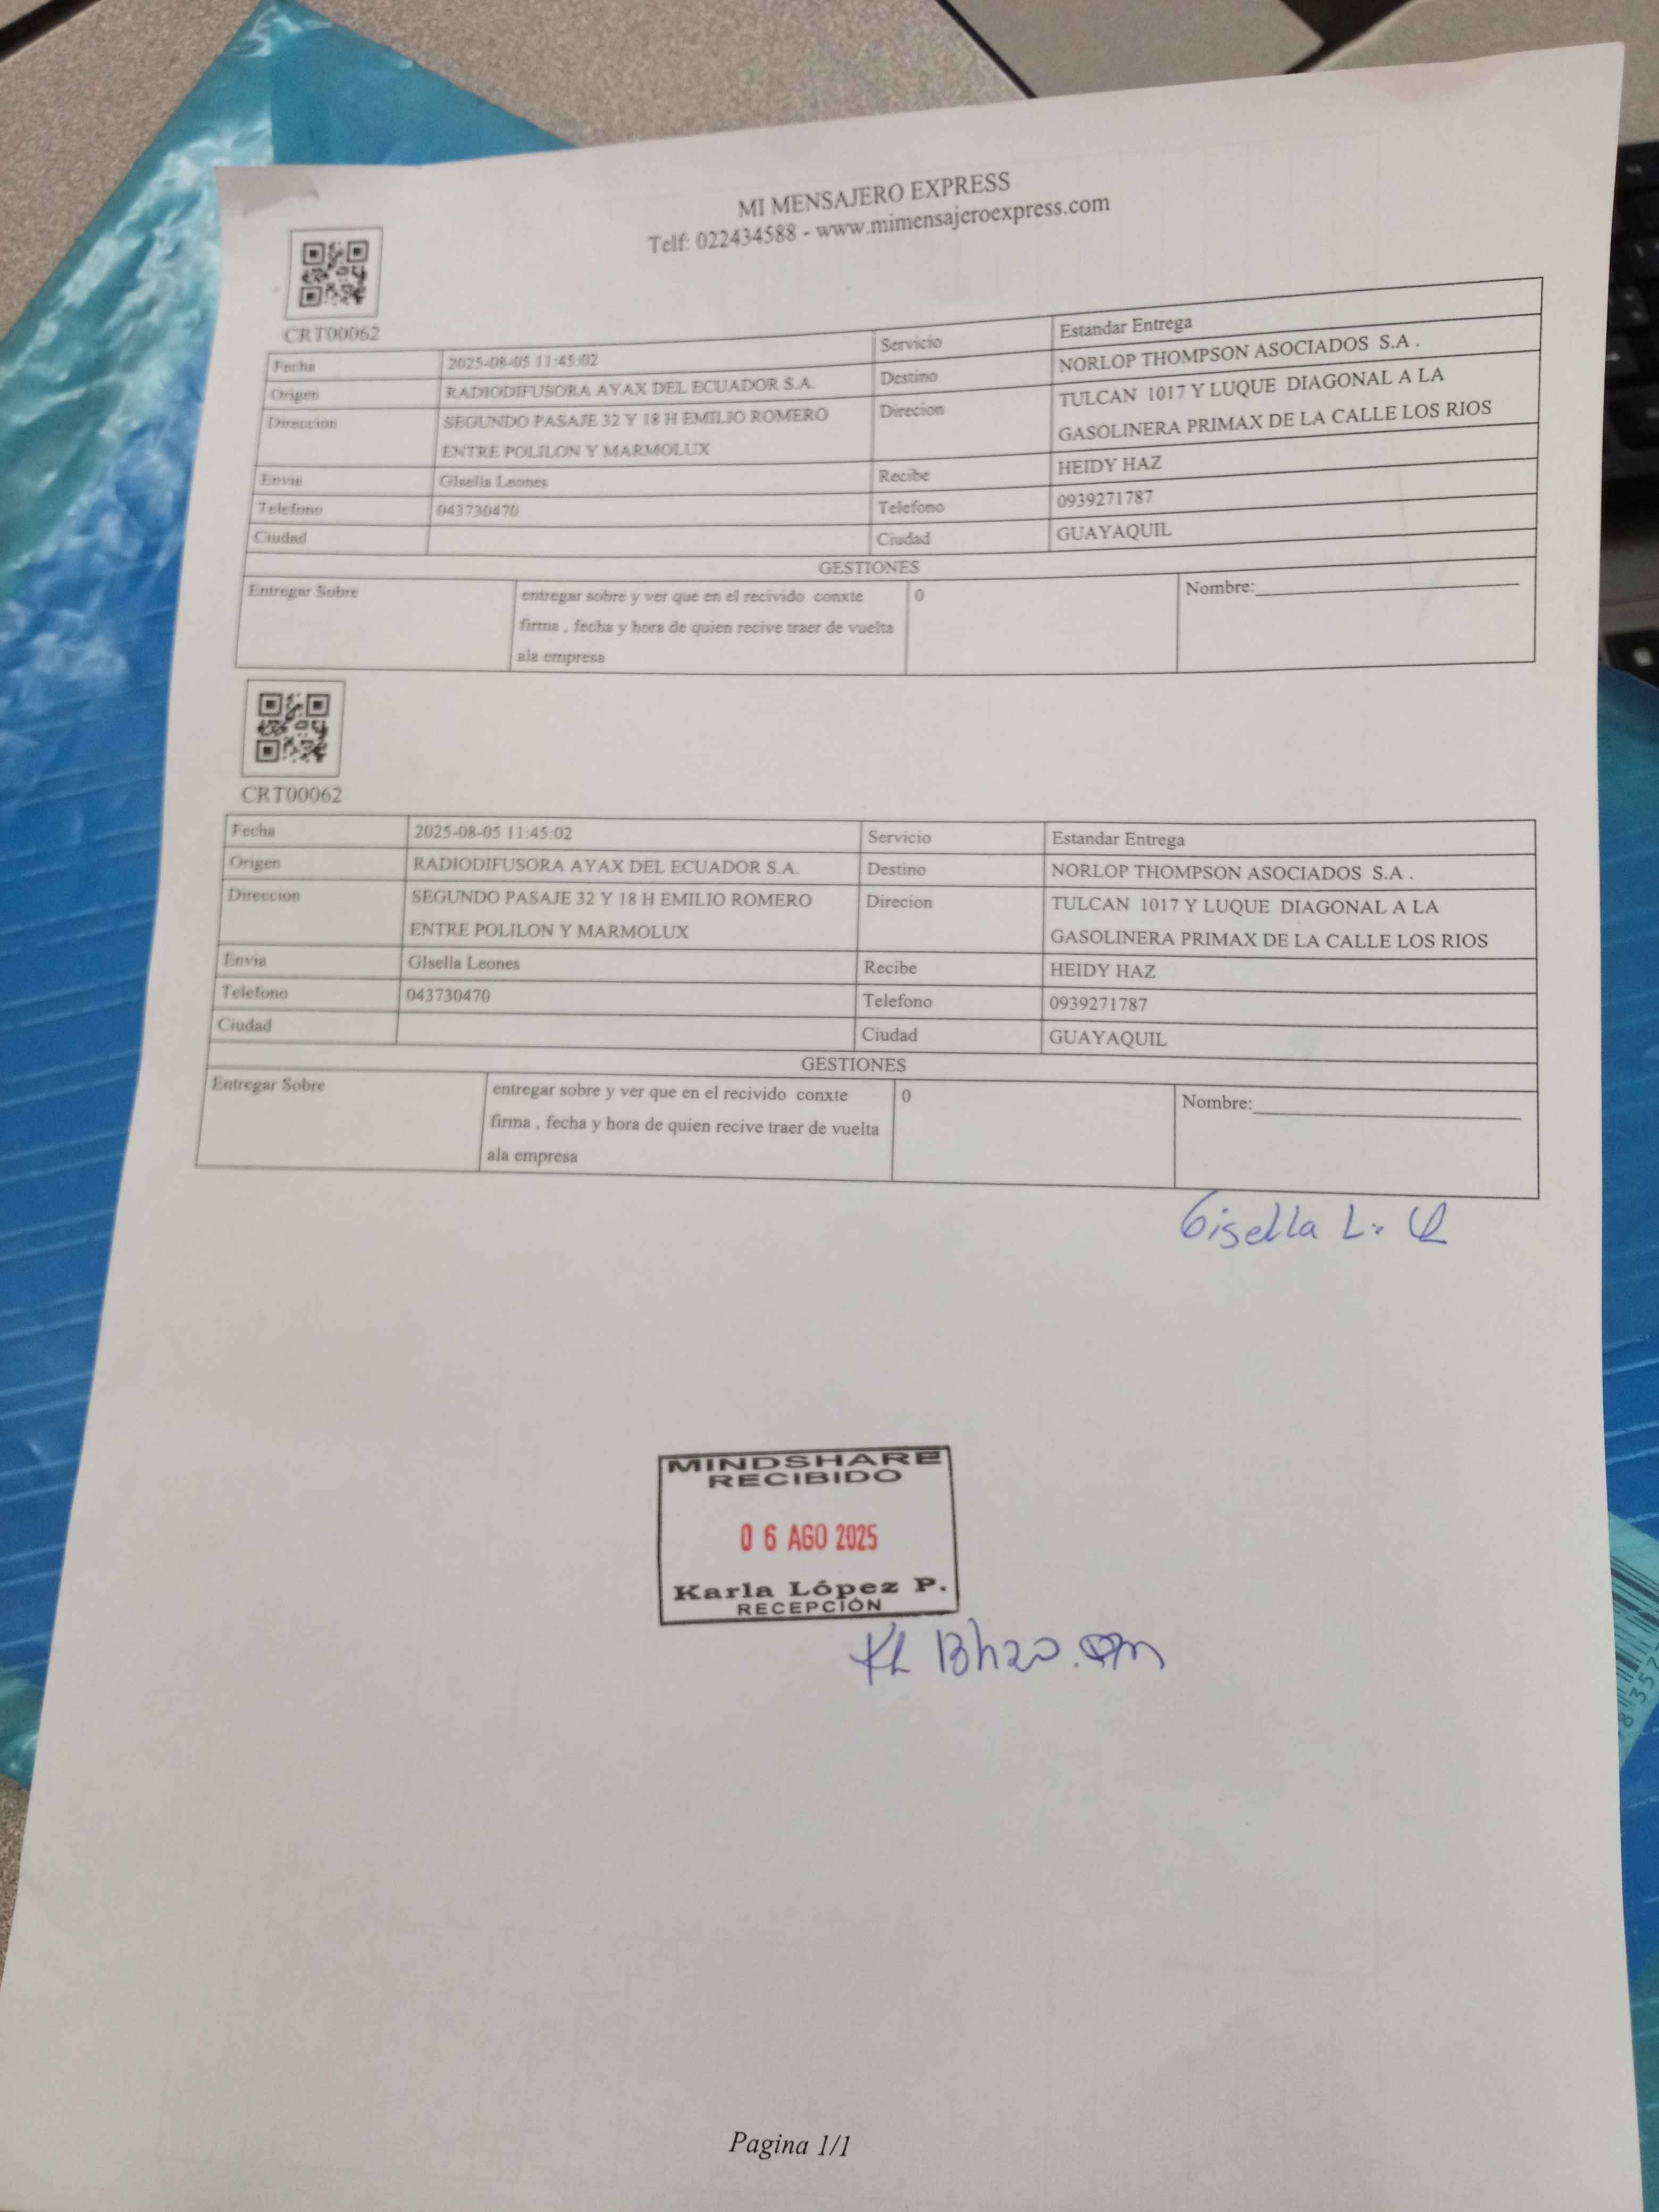 MI MENSAJERO EXPRESS
Telf: 022434588 - www.mimensajeroexpress.com
CRT00062
Fecha 2025-08-05 11:45:02 Servicio Estandar Entrega
Origen RADIODIFUSORA AYAX DEL ECUADOR S.A. Destino NORLOP THOMPSON ASOCIADOS S.A .
Direccion SEGUNDO PASAJE 32 Y 18 H EMILIO ROMERO Direcion TULCAN 1017 Y LUQUE DIAGONAL A LA
ENTRE POLILON Y MARMOLUX GASOLINERA PRIMAX DE LA CALLE LOS RIOS
Envia GIsella Leones Recibe HEIDY HAZ
Telefono 043730470 Telefono 0939271787
Ciudad Ciudad GUAYAQUIL
GESTIONES
Entregar Sobre entregar sobre y ver que en el recivido conxte 0 Nombre:
firma , fecha y hora de quien recive traer de vuelta
ala empresa
CRT00062
Fecha 2025-08-05 11:45:02 Servicio Estandar Entrega
Origen RADIODIFUSORA AYAX DEL ECUADOR S.A. Destino NORLOP THOMPSON ASOCIADOS S.A .
Direccion SEGUNDO PASAJE 32 Y 18 H EMILIO ROMERO Direcion TULCAN 1017 Y LUQUE DIAGONAL A LA
ENTRE POLILON Y MARMOLUX GASOLINERA PRIMAX DE LA CALLE LOS RIOS
Envia GIsella Leones Recibe HEIDY HAZ
Telefono 043730470 Telefono 0939271787
Ciudad Ciudad GUAYAQUIL
GESTIONES
Entregar Sobre entregar sobre y ver que en el recivido conxte 0 Nombre:
firma , fecha y hora de quien recive traer de vuelta
ala empresa
Gisella L.
MINDSHARE
RECIBIDO
06 AGO 2025
Karla López P.
RECEPCIÓN
KL 13h20.
Pagina 1/1